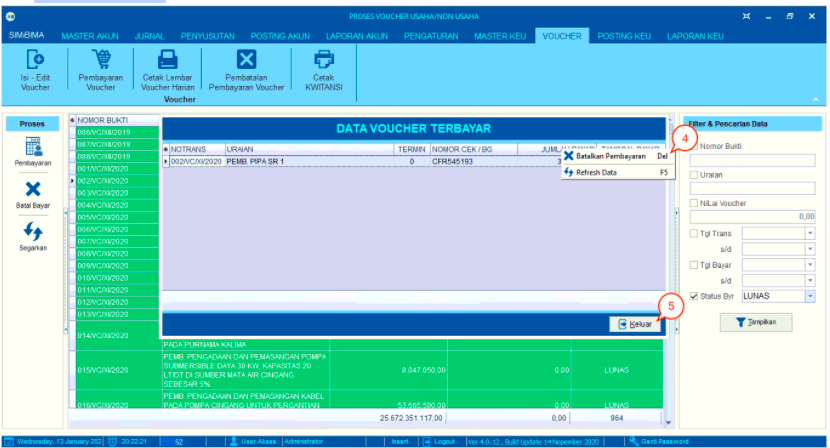 PROSES VOUCHER USAHA/NON USAHA
SIMBIMA MASTER AKUN JURNAL PENYUSUTAN POSTING AKUN LAPORAN AKUN PENGATURAN MASTER KEU VOUCHER POSTING KEU LAPORAN KEU
Isi - Edit Voucher
Pembayaran Voucher
Cetak Lembar Voucher Harian
Pembatalan Pembayaran Voucher
Cetak KWITANSI
Voucher
Proses
Pembayaran
Batal Bayar
Segarkan
NOMOR BUKTI
086/VC/XII/2019
087/VC/XII/2019
088/VC/XII/2019
001/VC/XI/2020
002/VC/XI/2020
003/VC/XI/2020
004/VC/XI/2020
005/VC/XI/2020
006/VC/XI/2020
007/VC/XI/2020
008/VC/XI/2020
009/VC/XI/2020
010/VC/XI/2020
011/VC/XI/2020
012/VC/XI/2020
013/VC/XI/2020
014/VC/XI/2020
PADA PURNAMA KALIMA
015/VC/XI/2020
PEMB. PENGADAAN DAN PEMASANGAN POMPA
SUBMERSIBLE DAYA 30 KW, KAPASITAS 20
LT/DT DI SUMBER MATA AIR CINGANG
SEBESAR 5%
8.047.050,00 0,00 LUNAS
016/VC/XI/2020
PEMB. PENGADAAN DAN PEMASANGAN KABEL
PADA POMPA CINGANG UNTUK PERGANTIAN
53.665.500,00 0,00 LUNAS
25.672.351.117,00 0,00 964
DATA VOUCHER TERBAYAR
NOTRANS URAIAN TERMIN NOMOR CEK / BG
002/VC/XI/2020 PEMB. PIPA SR 1 0 CFR545193
Batalkan Pembayaran Del
Refresh Data F5
4
5
Keluar
Filter & Pencarian Data
Nomor Bukti
Uraian
NiLai Voucher
0,00
Tgl Trans
s/d
Tgl Bayar
s/d
Status Byr LUNAS
Tampilkan
Wednesday, 13 January 202 20:22:21 52 User Akses Administrator Insert Logout Ver 4.0.12., Build Update 14 Nopember 2020 Ganti Password